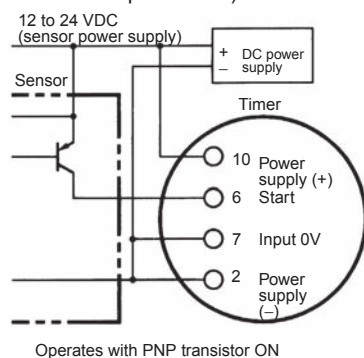 12 to 24 VDC
(sensor power supply)
+ DC power
– supply
Sensor
Timer
10 Power
supply (+)
6 Start
7 Input 0V
2 Power
supply
(–)
Operates with PNP transistor ON